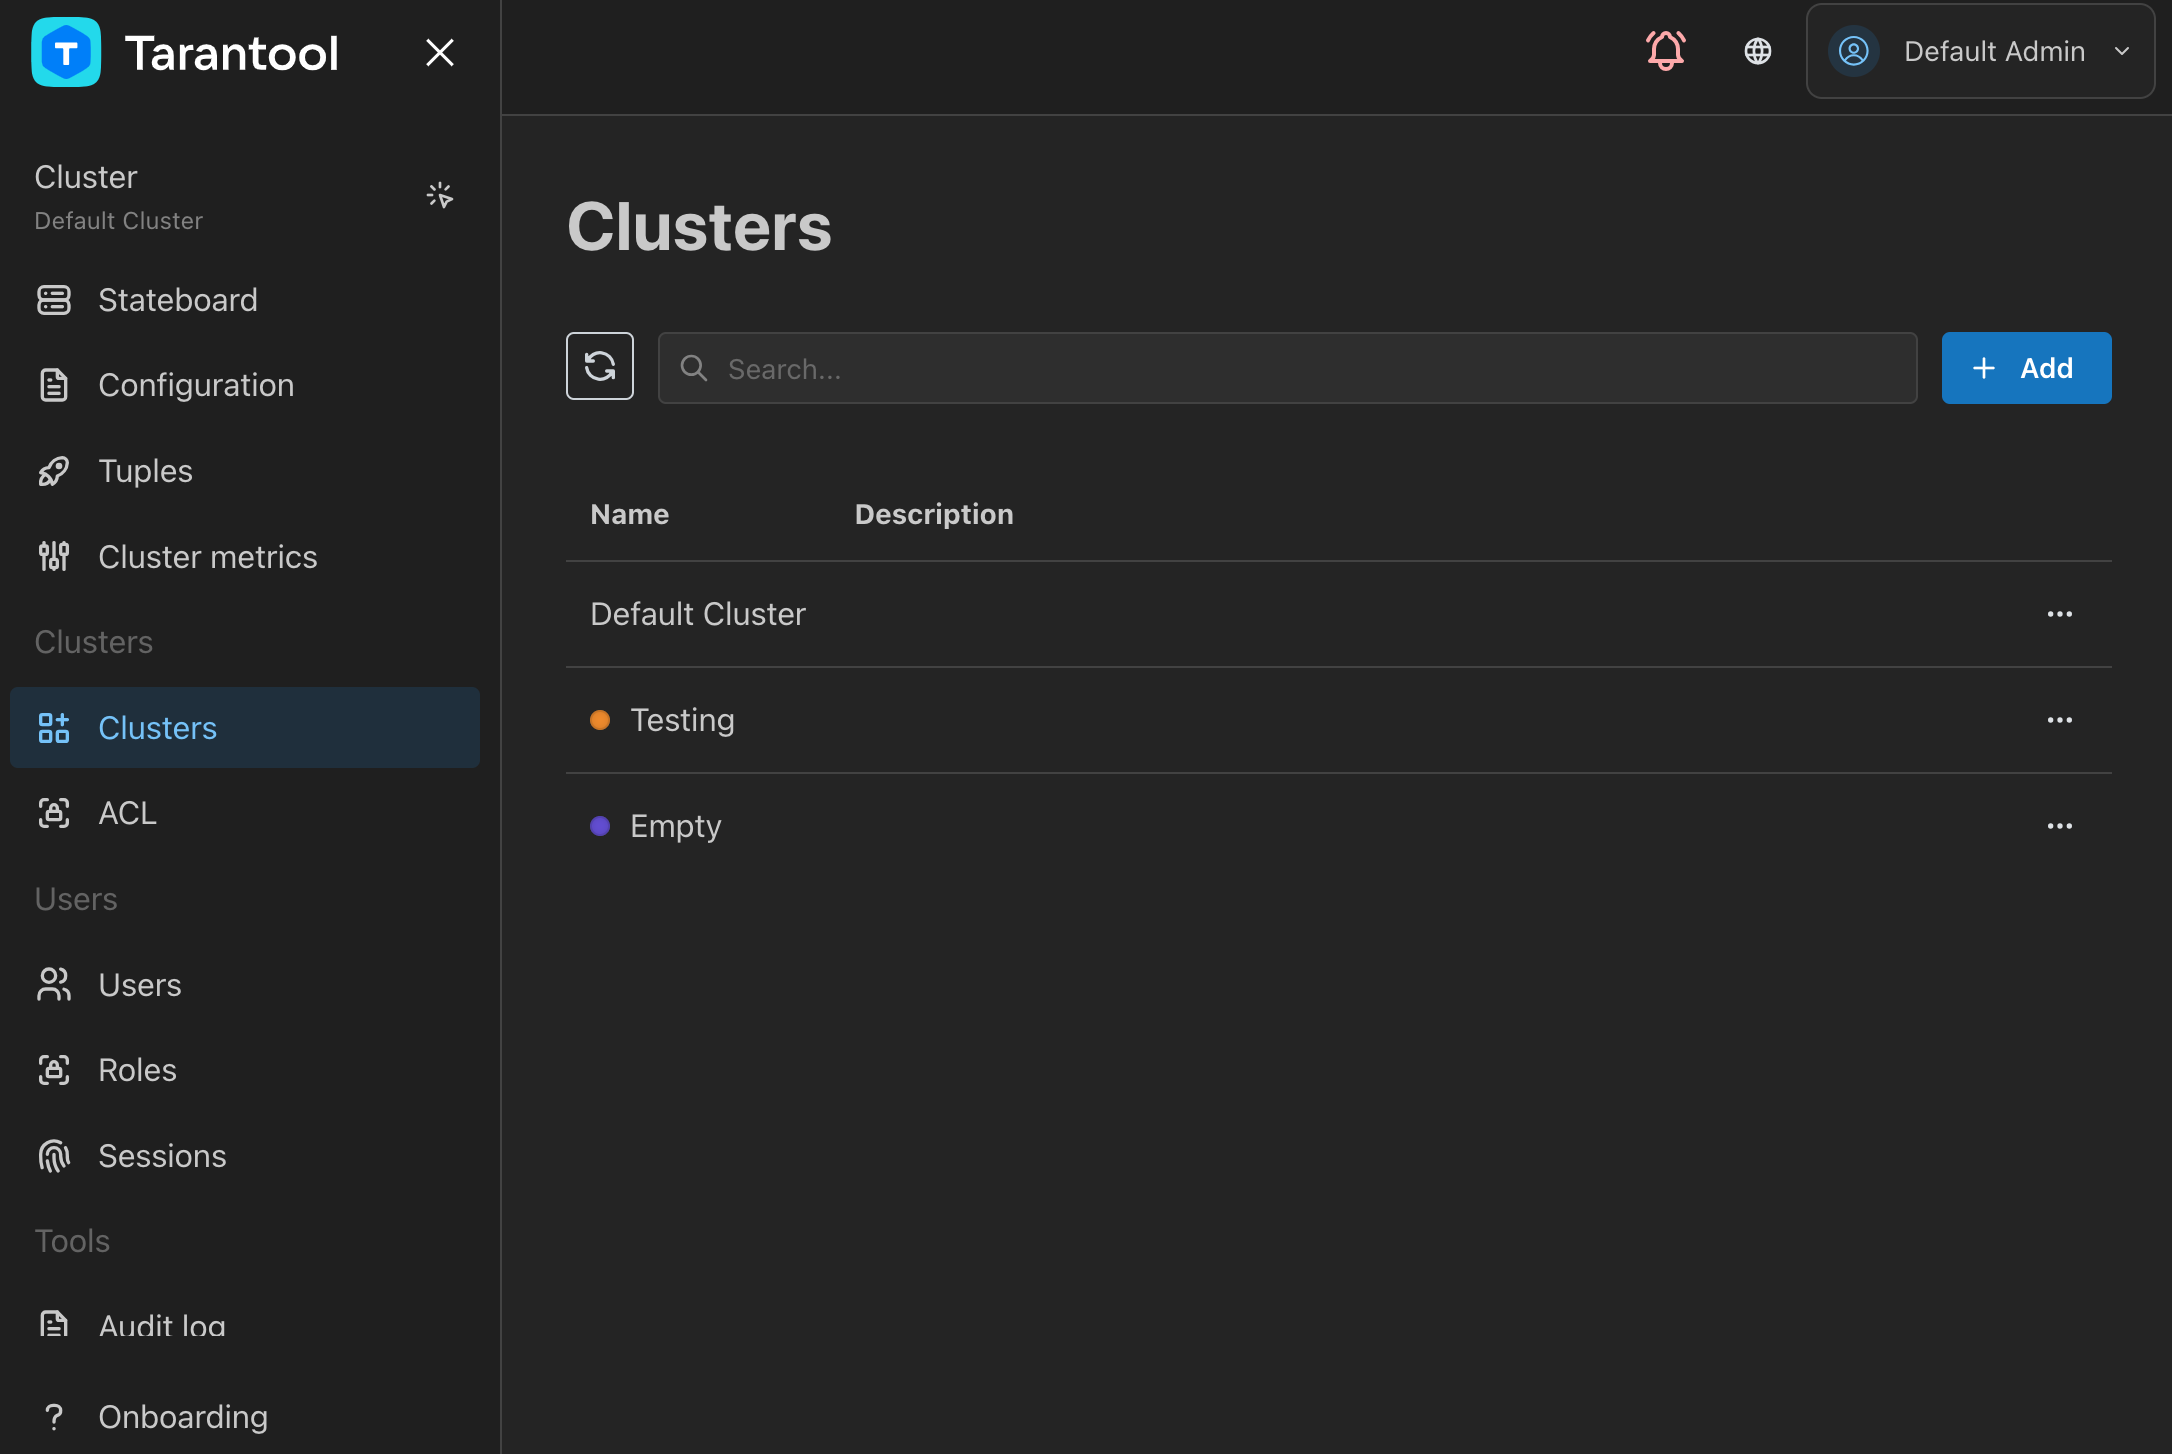 Tarantool
Default Admin
Cluster
Default Cluster
Stateboard
Configuration
Tuples
Cluster metrics
Clusters
Clusters
ACL
Users
Users
Roles
Sessions
Tools
Audit log
Onboarding
Clusters
Search...
Add
Name Description
Default Cluster
Testing
Empty